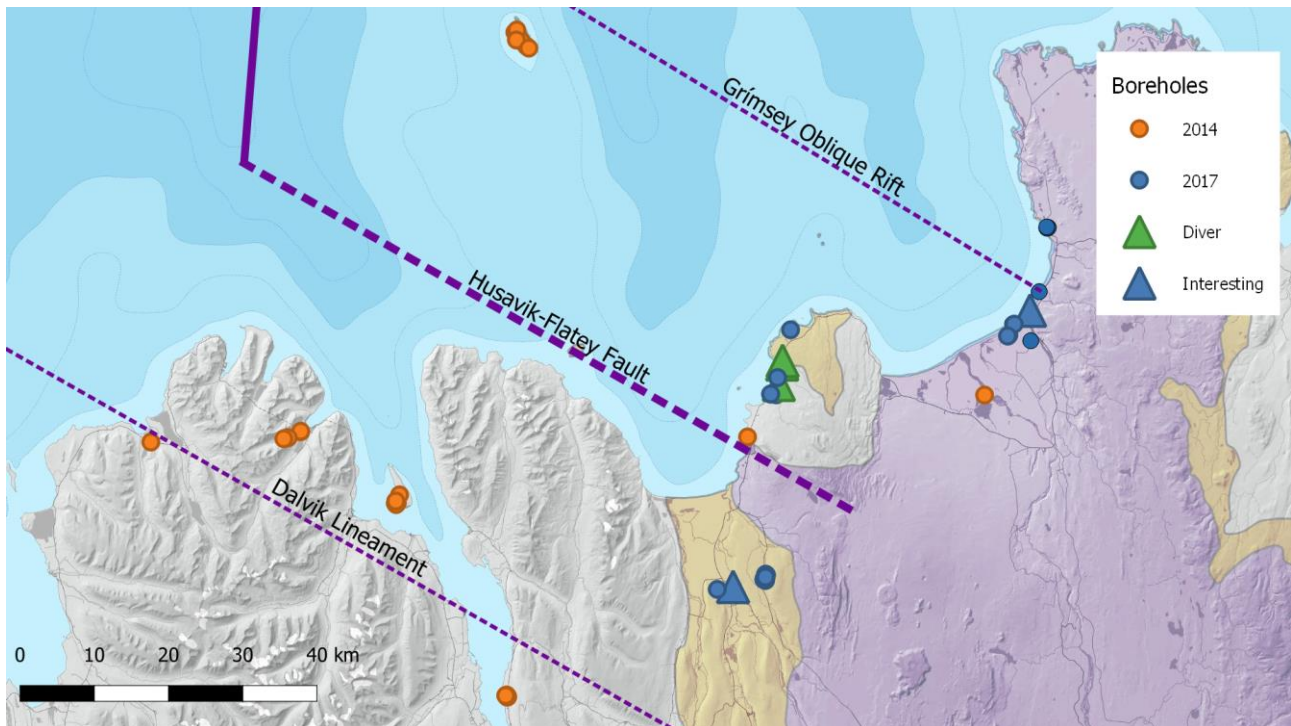 Grímsey Oblique Rift
Husavik-Flatey Fault
Dalvik Lineament
Boreholes
2014
2017
Diver
Interesting
0 10 20 30 40 km